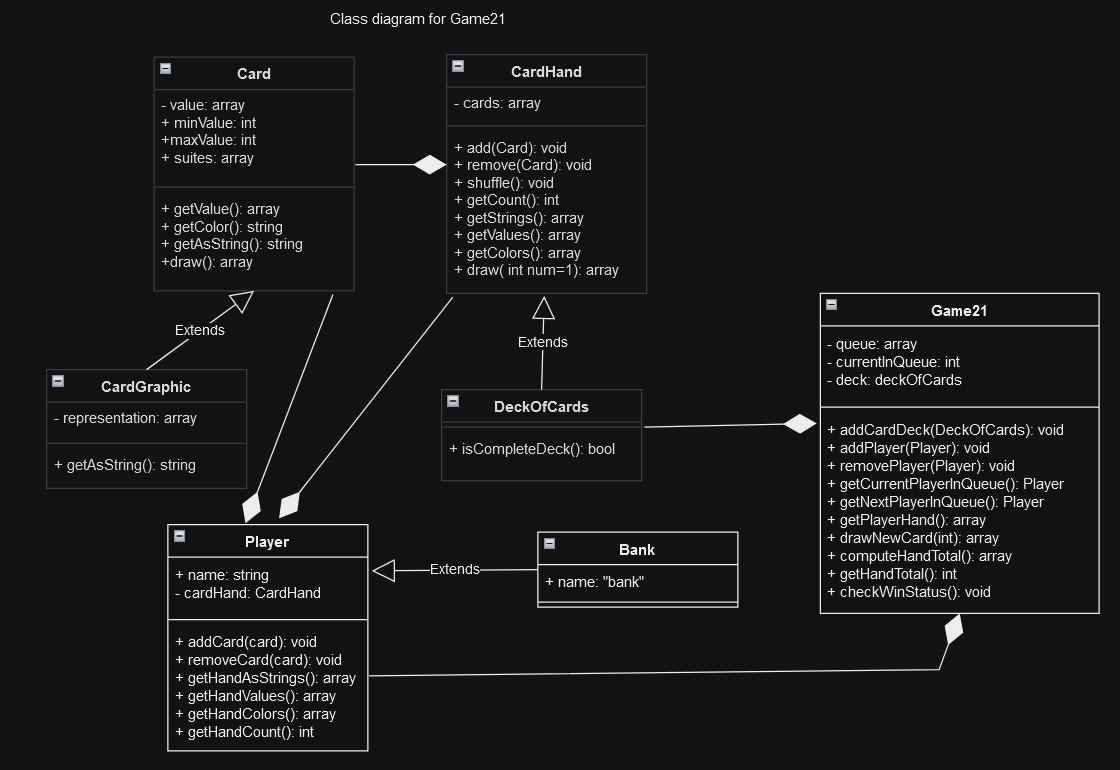 Class diagram for Game21
Card
- value: array
+ minValue: int
+maxValue: int
+ suites: array
+ getValue(): array
+ getColor(): string
+ getAsString(): string
+draw(): array
CardHand
- cards: array
+ add(Card): void
+ remove(Card): void
+ shuffle(): void
+ getCount(): int
+ getStrings(): array
+ getValues(): array
+ getColors(): array
+ draw( int num=1): array
Extends
Extends
CardGraphic
- representation: array
+ getAsString(): string
DeckOfCards
+ isCompleteDeck(): bool
Game21
- queue: array
- currentInQueue: int
- deck: deckOfCards
+ addCardDeck(DeckOfCards): void
+ addPlayer(Player): void
+ removePlayer(Player): void
+ getCurrentPlayerInQueue(): Player
+ getNextPlayerInQueue(): Player
+ getPlayerHand(): array
+ drawNewCard(int): array
+ computeHandTotal(): array
+ getHandTotal(): int
+ checkWinStatus(): void
Player
+ name: string
- cardHand: CardHand
+ addCard(card): void
+ removeCard(card): void
+ getHandAsStrings(): array
+ getHandValues(): array
+ getHandColors(): array
+ getHandCount(): int
Extends
Bank
+ name: "bank"